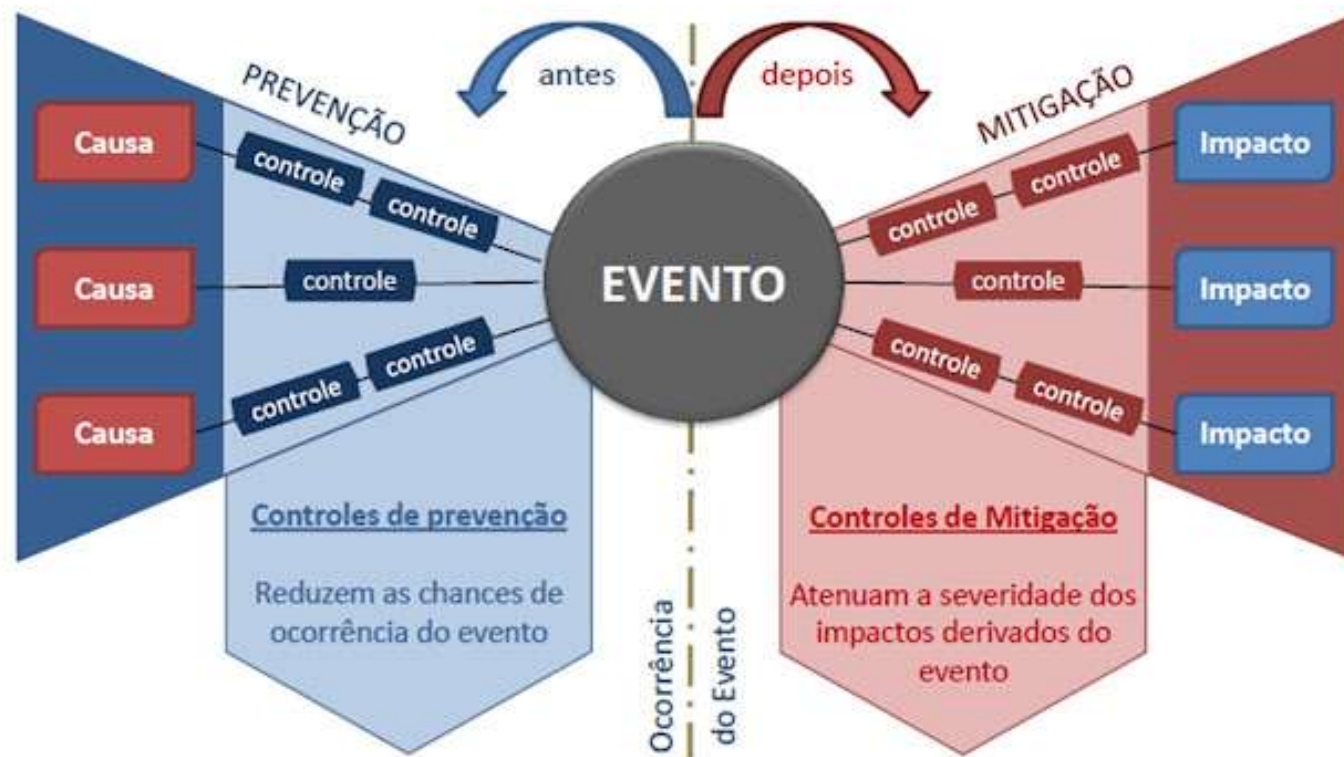 antes
depois
PREVENÇÃO
MITIGAÇÃO
Causa
controle
controle
controle
controle
Impacto
Causa
controle
EVENTO
controle
Impacto
Causa
controle
controle
controle
controle
Impacto
Controles de prevenção
Reduzem as chances de
ocorrência do evento
Ocorrência
do Evento
Controles de Mitigação
Atenuam a severidade dos
impactos derivados do
evento